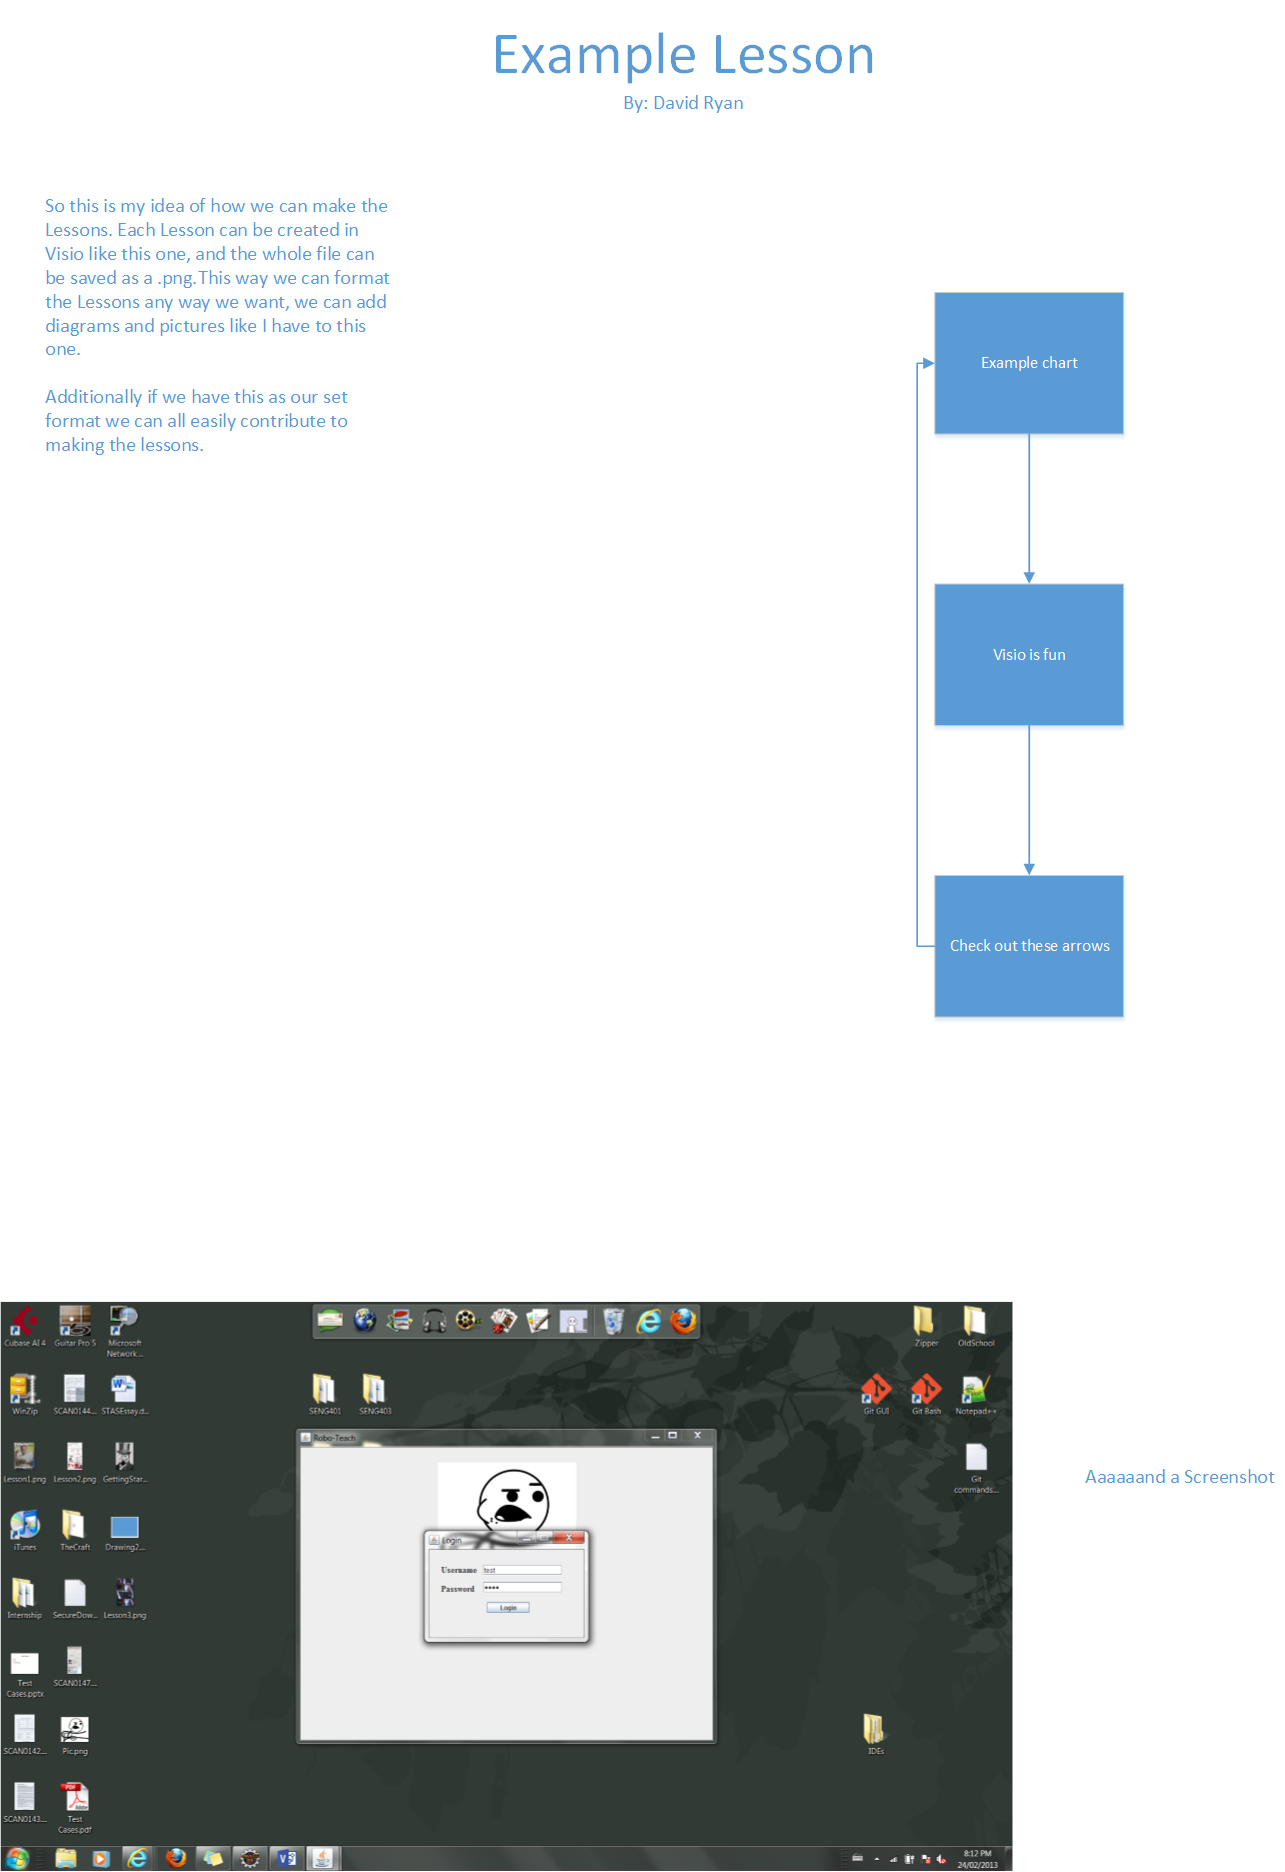 Example Lesson
By: David Ryan
So this is my idea of how we can make the
Lessons. Each Lesson can be created in
Visio like this one, and the whole file can
be saved as a .png.This way we can format
the Lessons any way we want, we can add
diagrams and pictures like I have to this
one.
Additionally if we have this as our set
format we can all easily contribute to
making the lessons.
Example chart
Visio is fun
Check out these arrows
Aaaaaand a Screenshot
Cubase AI 4
Guitar Pro 5
Microsoft
Network...
Zipper
OldSchool
WinZip
SCAN0144...
STASEssay.d...
SENG401
SENG403
Git GUI
Git Bash
Notepad++
Robo-Teach
Lesson1.png
Lesson2.png
GettingStar...
Git
commands...
Login
Username
test
Password
Login
iTunes
TheCraft
Drawing2...
Internship
SecureDow...
Lesson3.png
Test
Cases.pptx
SCAN0147...
SCAN0142...
Pic.png
IDEs
SCAN0143...
PDF
Adobe
Test
Cases.pdf
8:12 PM
24/02/2013